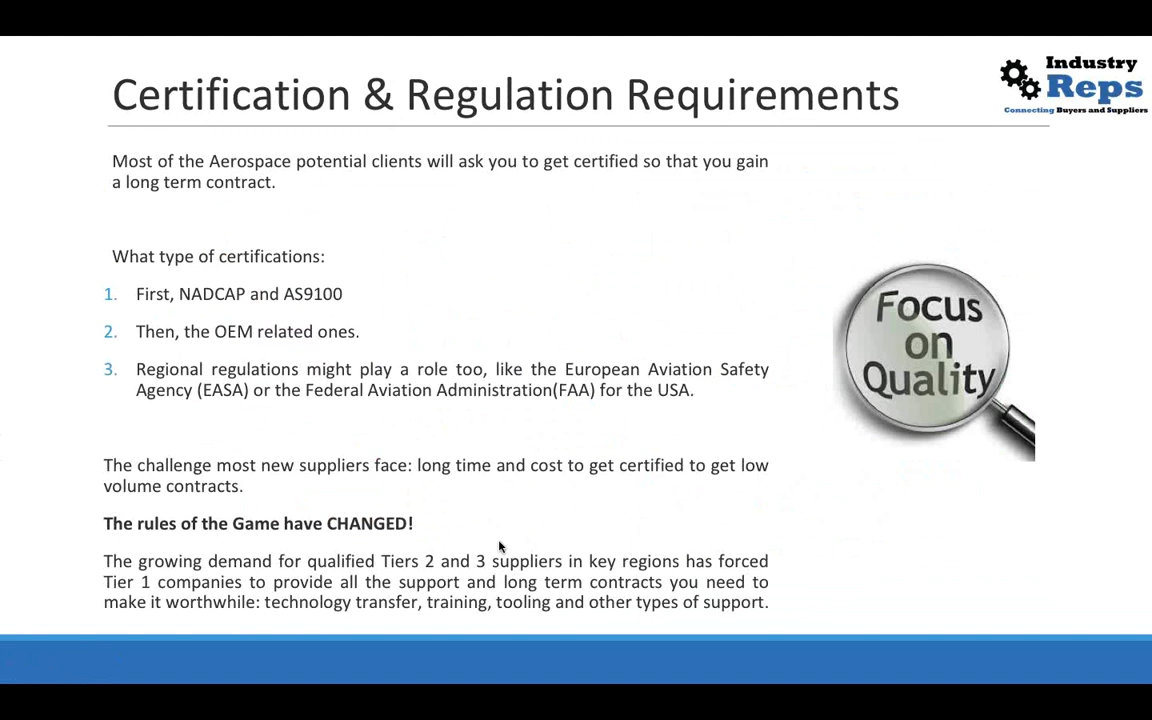 Certification & Regulation Requirements
Industry
Reps
Connecting Buyers and Suppliers
Most of the Aerospace potential clients will ask you to get certified so that you gain
a long term contract.
What type of certifications:
1. First, NADCAP and AS9100
2. Then, the OEM related ones.
3. Regional regulations might play a role too, like the European Aviation Safety
Agency (EASA) or the Federal Aviation Administration(FAA) for the USA.
Focus
on
Quality
The challenge most new suppliers face: long time and cost to get certified to get low
volume contracts.
The rules of the Game have CHANGED!
The growing demand for qualified Tiers 2 and 3 suppliers in key regions has forced
Tier 1 companies to provide all the support and long term contracts you need to
make it worthwhile: technology transfer, training, tooling and other types of support.